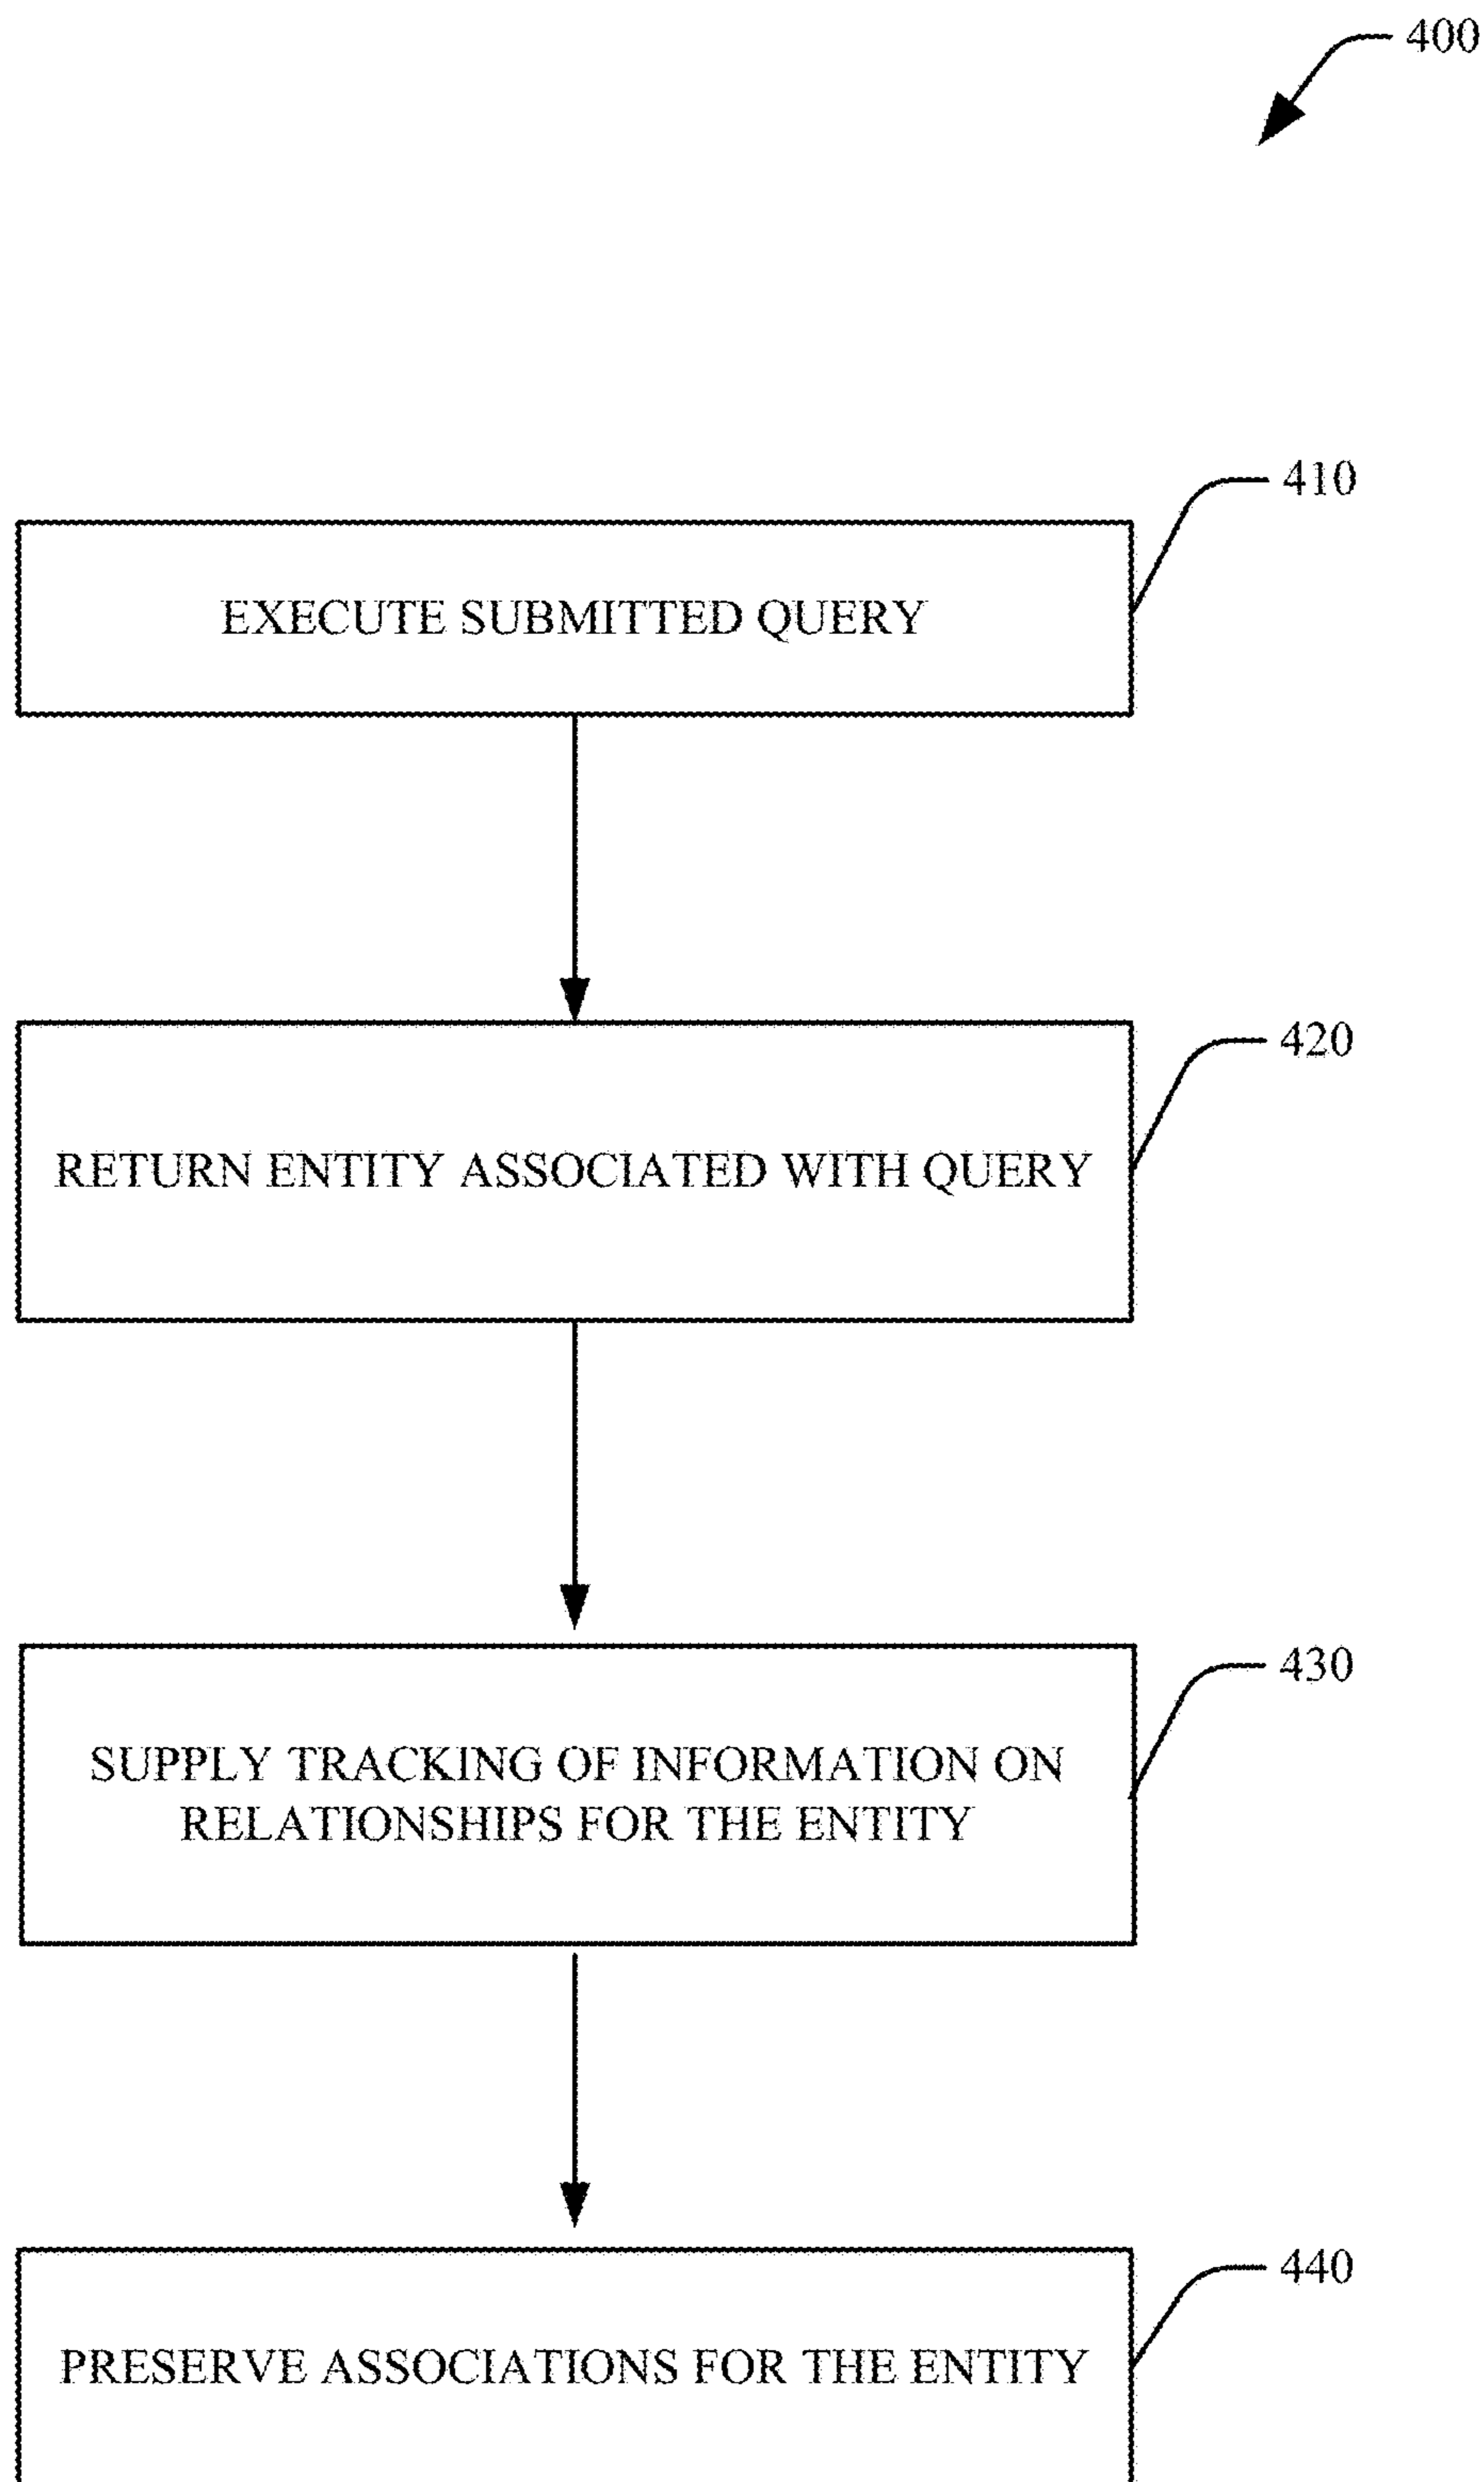 400
410
EXECUTE SUBMITTED QUERY
420
RETURN ENTITY ASSOCIATED WITH QUERY
430
SUPPLY TRACKING OF INFORMATION ON
RELATIONSHIPS FOR THE ENTITY
440
PRESERVE ASSOCIATIONS FOR THE ENTITY